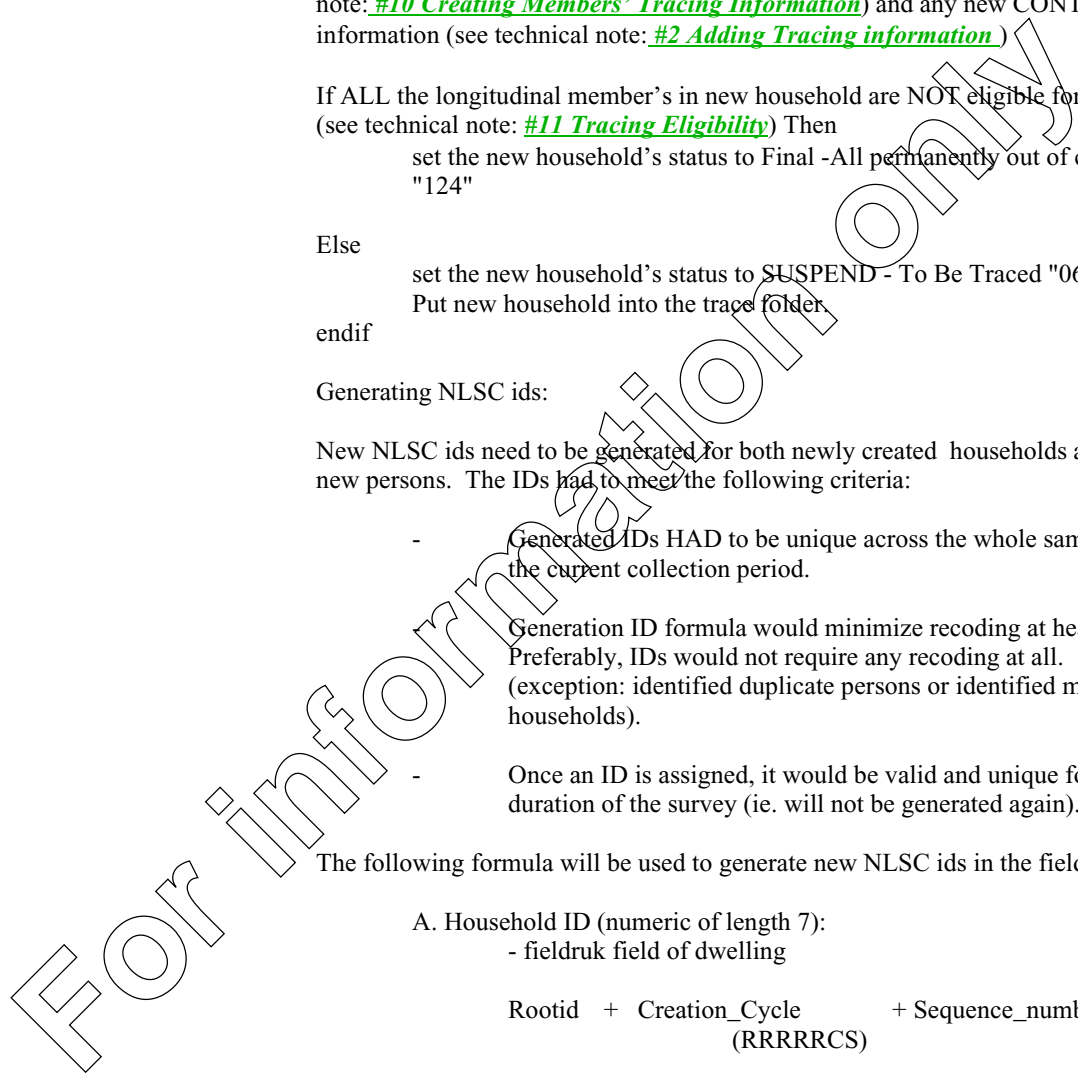 note: #10 Creating Members' Tracing Information) and any new CONT
information (see technical note: #2 Adding Tracing information )
If ALL the longitudinal member's in new household are NOT eligible for
(see technical note: #11 Tracing Eligibility) Then
set the new household's status to Final -All permanently out of
"124"
Else
set the new household's status to SUSPEND - To Be Traced "06
Put new household into the trace folder.
endif
Generating NLSC ids:
New NLSC ids need to be generated for both newly created households a
new persons. The IDs had to meet the following criteria:
- Generated IDs HAD to be unique across the whole sam
the current collection period.
- Generation ID formula would minimize recoding at hea
Preferably, IDs would not require any recoding at all.
(exception: identified duplicate persons or identified m
households).
- Once an ID is assigned, it would be valid and unique fo
duration of the survey (ie. will not be generated again).
The following formula will be used to generate new NLSC ids in the field
A. Household ID (numeric of length 7):
- fieldruk field of dwelling
Rootid + Creation_Cycle + Sequence_numb
(RRRRRCS)
For information only